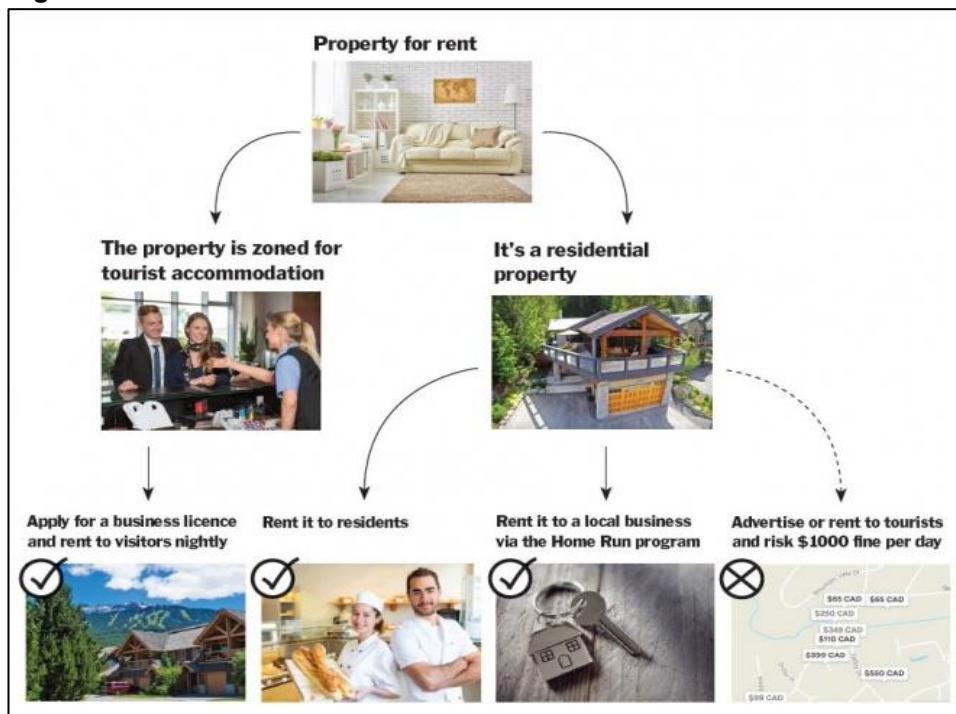 Property for rent
The property is zoned for
tourist accommodation
It's a residential
property
Apply for a business licence
and rent to visitors nightly
Rent it to residents
Rent it to a local business
via the Home Run program
Advertise or rent to tourists
and risk $1000 fine per day
$65 CAD
$65 CAD
$250 CAD
$349 CAD
$110 CAD
$399 CAD
$550 CAD
$99 CAD